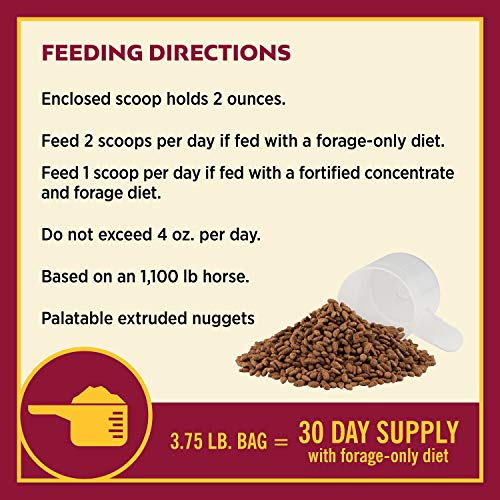 FEEDING DIRECTIONS
Enclosed scoop holds 2 ounces.
Feed 2 scoops per day if fed with a forage-only diet.
Feed 1 scoop per day if fed with a fortified concentrate
and forage diet.
Do not exceed 4 oz. per day.
Based on an 1,100 lb horse.
Palatable extruded nuggets
3.75 LB. BAG = 30 DAY SUPPLY
with forage-only diet